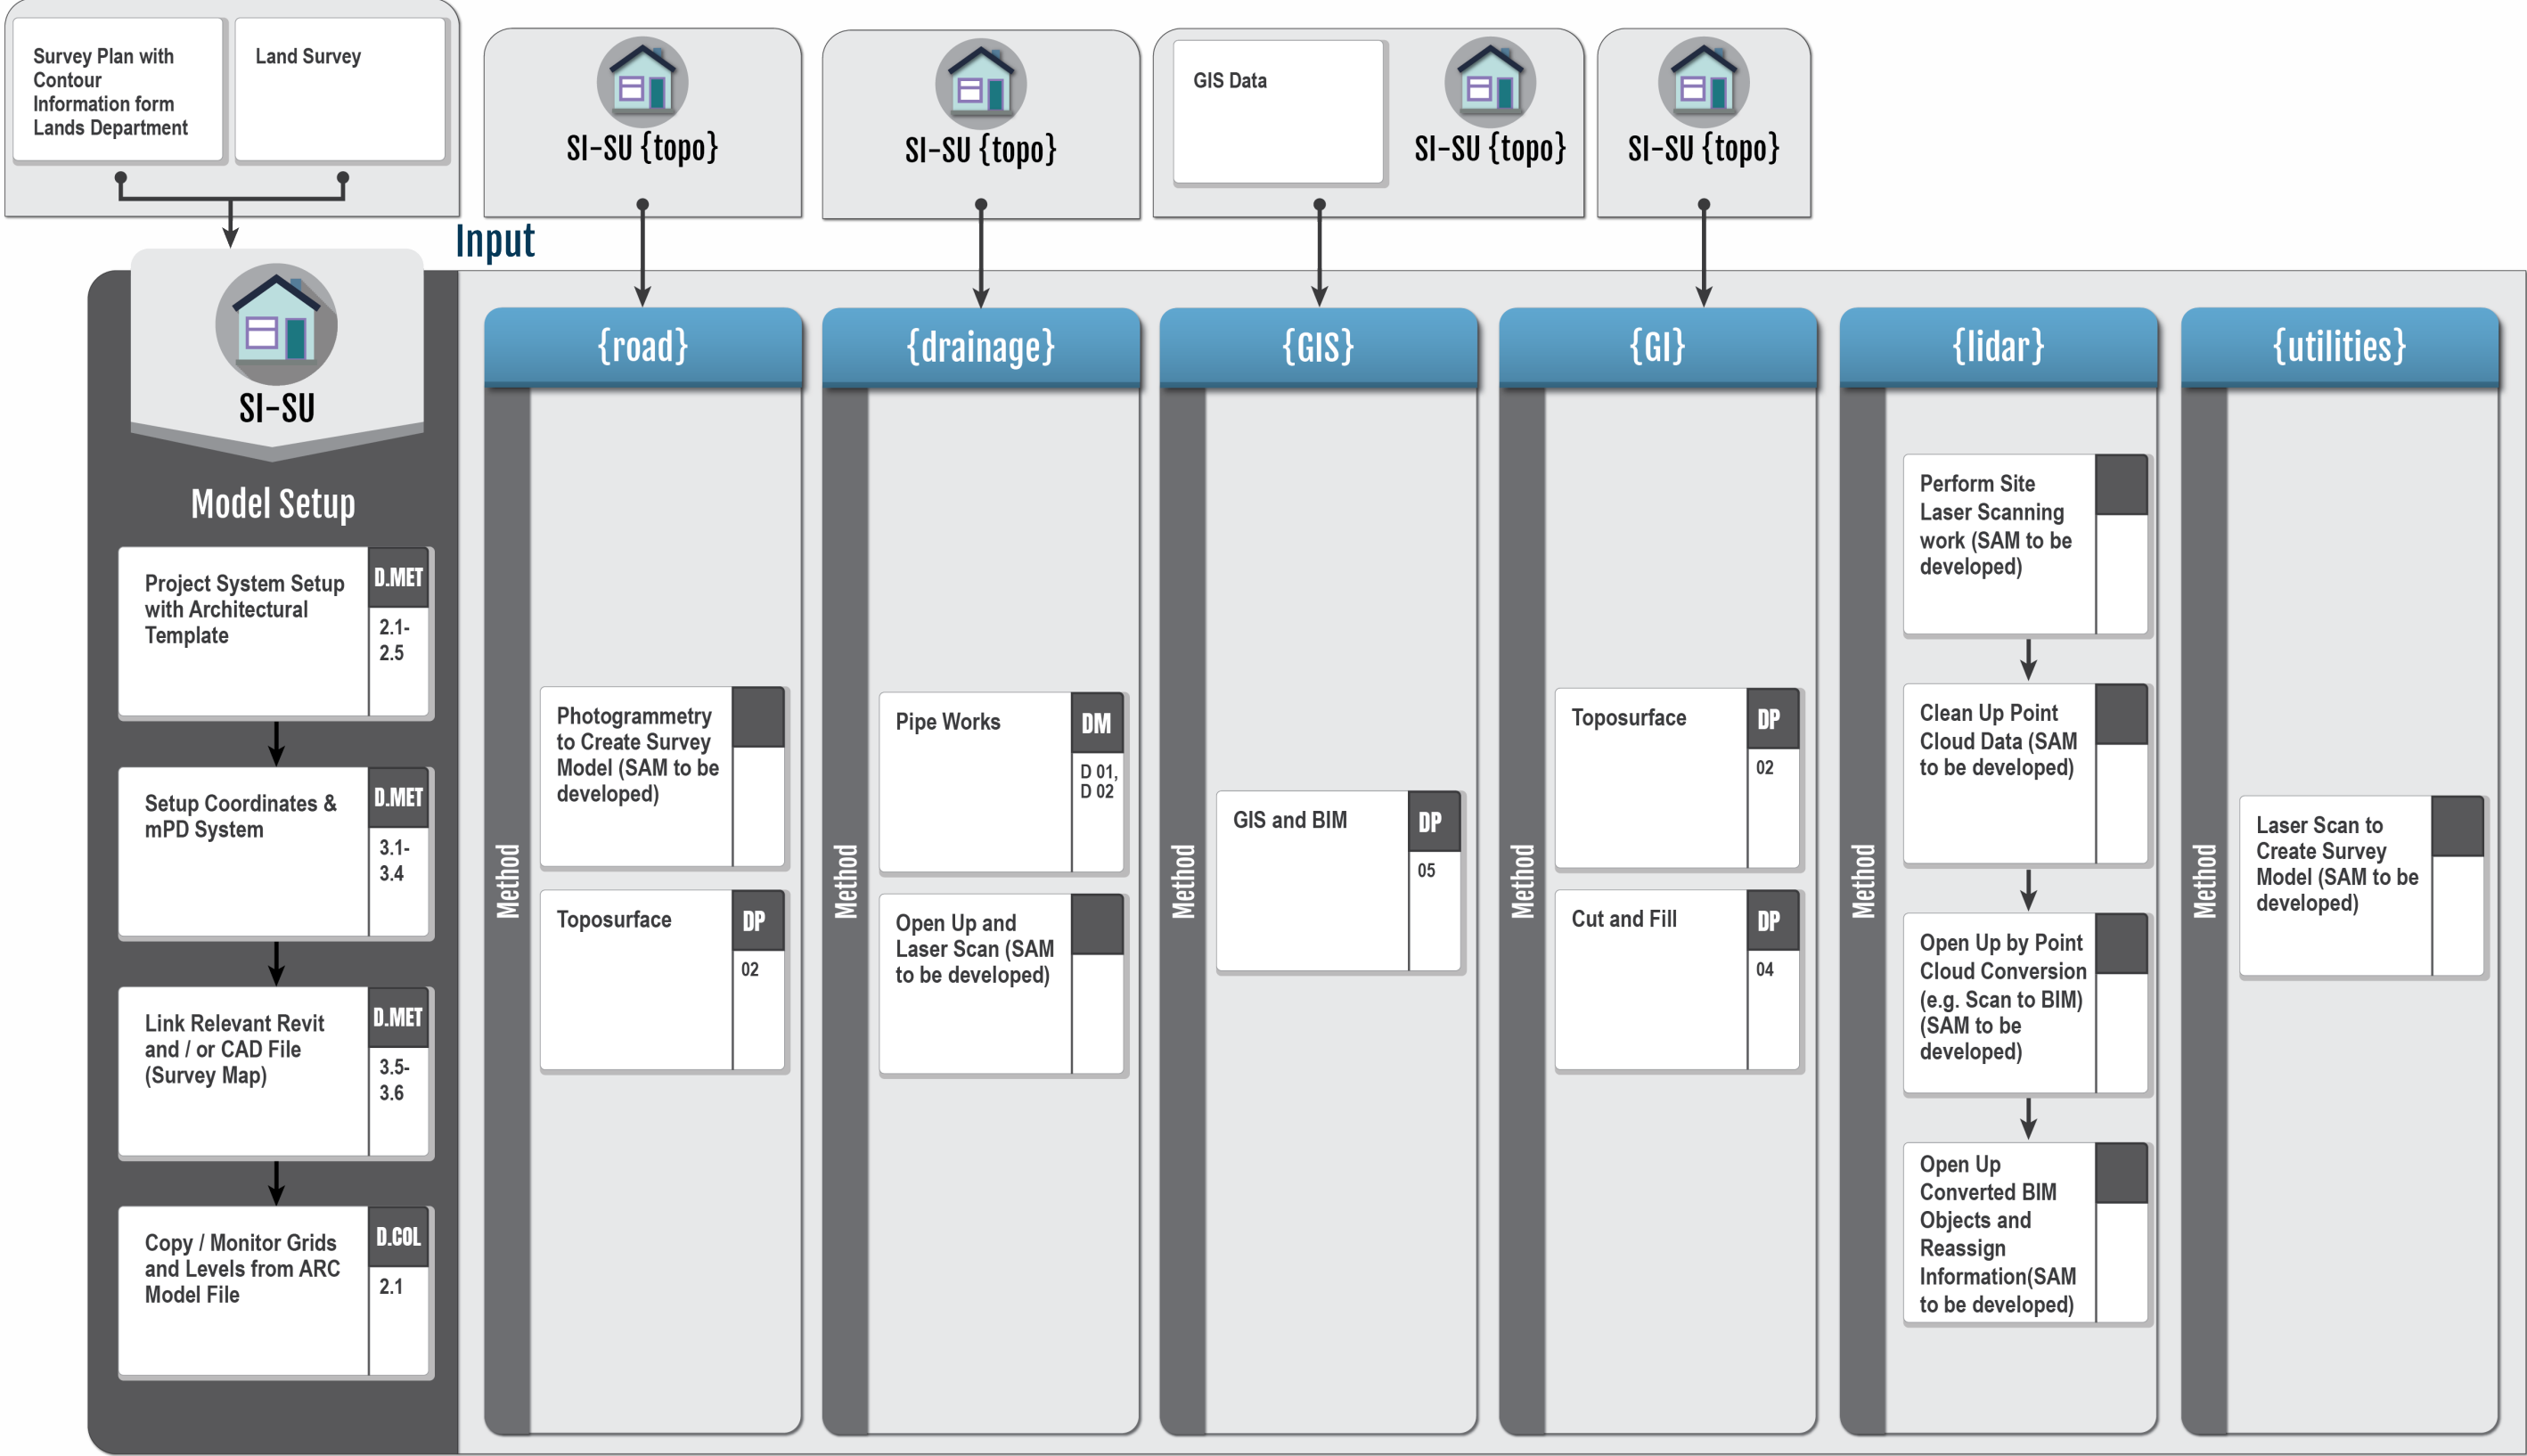 Survey Plan with
Contour
Information form
Lands Department
Land Survey
SI-SU {topo}
SI-SU {topo}
GIS Data
SI-SU {topo}
SI-SU {topo}
Input
SI-SU
Model Setup
Project System Setup
with Architectural
Template
D.MET
2.1-
2.5
Setup Coordinates &
mPD System
D.MET
3.1-
3.4
Link Relevant Revit
and / or CAD File
(Survey Map)
D.MET
3.5-
3.6
Copy / Monitor Grids
and Levels from ARC
Model File
D.COL
2.1
{road}
Method
Photogrammetry
to Create Survey
Model (SAM to be
developed)
Toposurface
DP
02
{drainage}
Method
Pipe Works
DM
D 01,
D 02
Open Up and
Laser Scan (SAM
to be developed)
{GIS}
Method
GIS and BIM
DP
05
{GI}
Method
Toposurface
DP
02
Cut and Fill
DP
04
{lidar}
Method
Perform Site
Laser Scanning
work (SAM to be
developed)
Clean Up Point
Cloud Data (SAM
to be developed)
Open Up by Point
Cloud Conversion
(e.g. Scan to BIM)
(SAM to be
developed)
Open Up
Converted BIM
Objects and
Reassign
Information(SAM
to be developed)
{utilities}
Method
Laser Scan to
Create Survey
Model (SAM to be
developed)